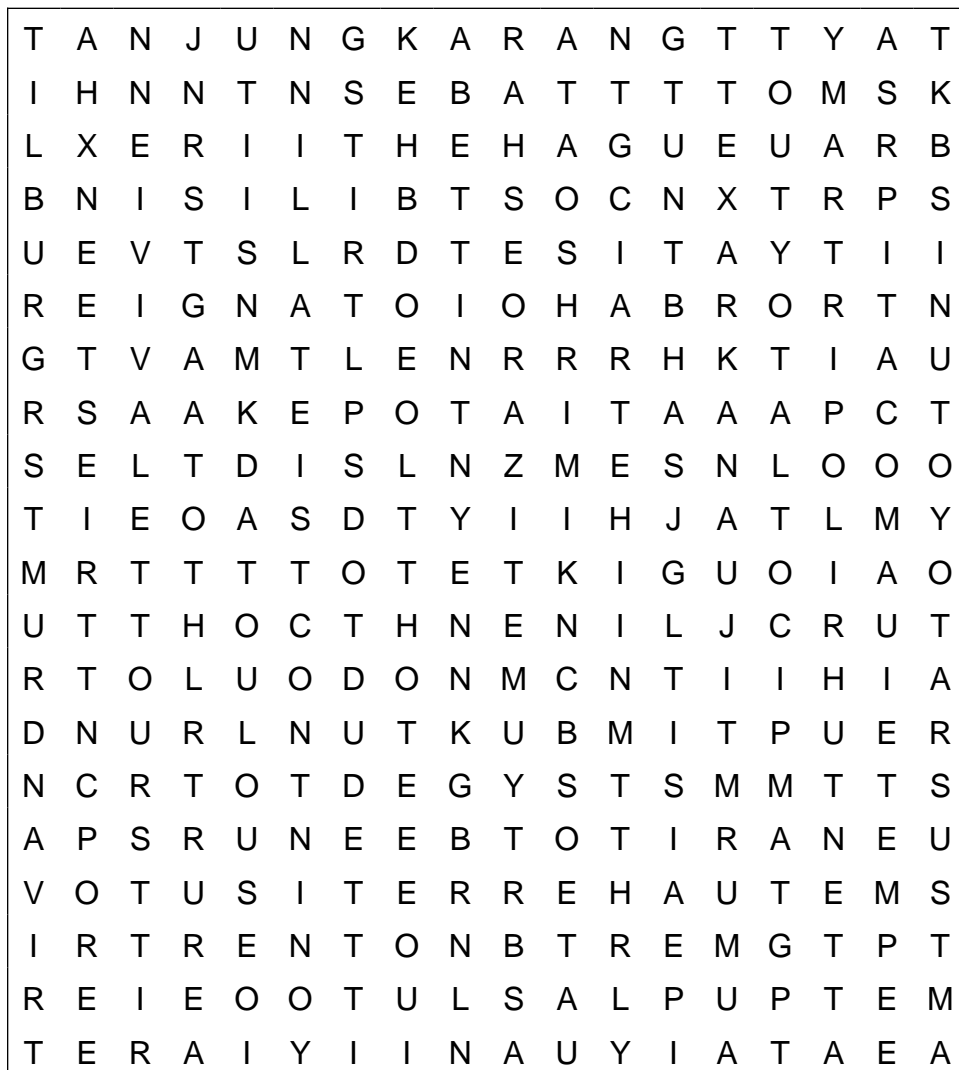 T A N J U N G K A R A N G T T Y A T
I H N N T N S E B A T T T T O M S K
L X E R I I T H E H A G U E U A R B
B N I S I L I B T S O C N X T R P S
U E V T S L R D T E S I T A Y T I I
R E I G N A T O I O H A B R O R T N
G T V A M T L E N R R R H K T I A U
R S A A K E P O T A I T A A A P C T
S E L T D I S L N Z M E S N L O O O
T I E O A S D T Y I I H J A T L M Y
M R T T T T O T E T K I G U O I A O
U T T H O C T H N E N I L J C R U T
R T O L U O D O N M C N T I I H I A
D N U R L N U T K U B M I T P U E R
N C R T O T D E G Y S T S M M T T S
A P S R U N E E B T O T I R A N E U
V O T U S I T E R R E H A U T E M S
I R T R E N T O N B T R E M G T P T
R E I E O O T U L S A L P U P T E M
T E R A I Y I I N A U Y I A T A E A